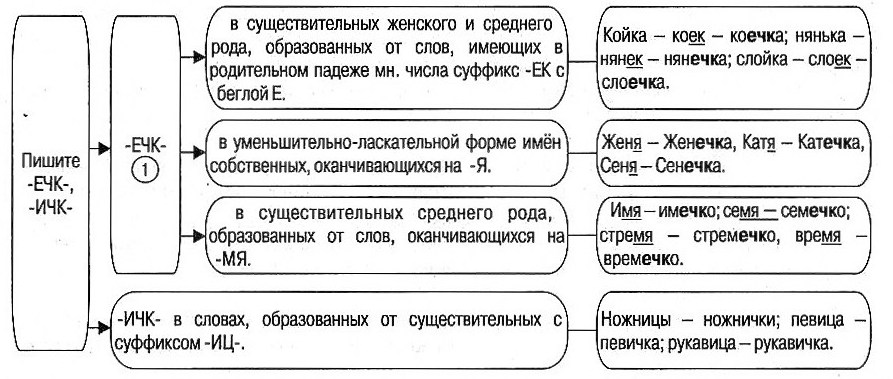 Пишите
-ЕЧК-,
-ИЧК-
-ЕЧК-
1
в существительных женского и среднего
рода, образованных от слов, имеющих в
родительном падеже мн. числа суффикс -ЕК с
беглой Е.
Койка – коек – коечка; нянька –
нянек – нянечка; слойка – слоек –
слоечка.
в уменьшительно-ласкательной форме имён
собственных, оканчивающихся на -Я.
Женя – Женечка, Катя – Катечка,
Сеня – Сенечка.
в существительных среднего рода,
образованных от слов, оканчивающихся на
-МЯ.
Имя – имечко; семя – семечко;
стремя – стремечко, время –
времечко.
-ИЧК- в словах, образованных от существительных с
суффиксом -ИЦ-.
Ножницы – ножнички; певица –
певичка; рукавица – рукавичка.